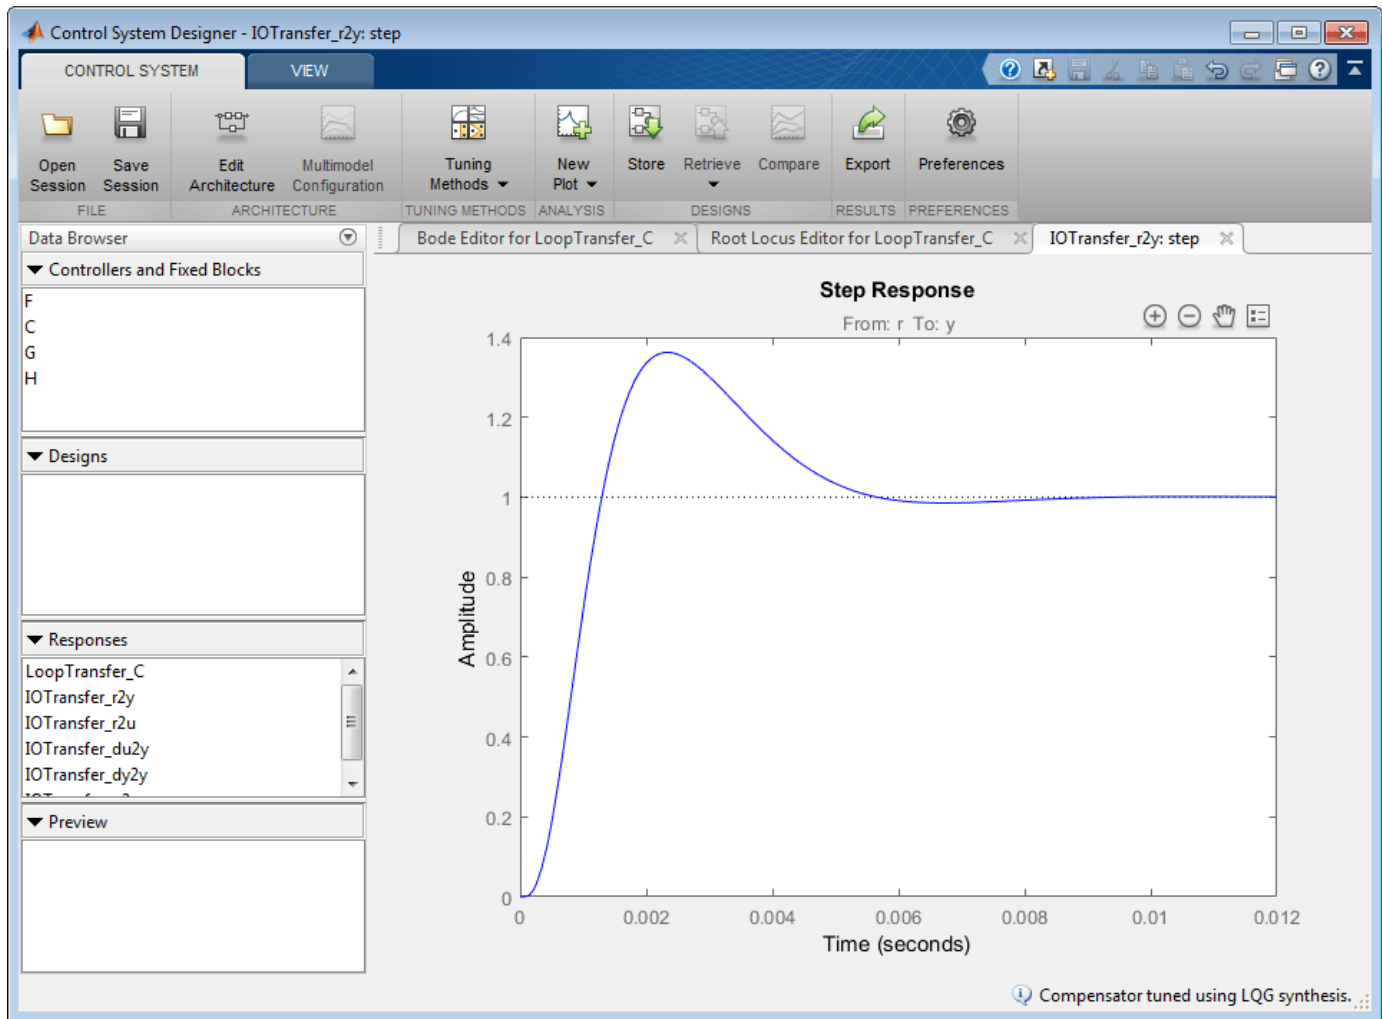 Control System Designer - IOTransfer_r2y: step
CONTROL SYSTEM
VIEW
Open Session
Save Session
Edit Architecture
Multimodel Configuration
Tuning Methods
New Plot
Store
Retrieve
Compare
Export
Preferences
FILE
ARCHITECTURE
TUNING METHODS
ANALYSIS
DESIGNS
RESULTS
PREFERENCES
Data Browser
Controllers and Fixed Blocks
F
C
G
H
Designs
Responses
LoopTransfer_C
IOTransfer_r2y
IOTransfer_r2u
IOTransfer_du2y
IOTransfer_dy2y
Preview
Bode Editor for LoopTransfer_C
Root Locus Editor for LoopTransfer_C
IOTransfer_r2y: step
Step Response
From: r To: y
1.4
1.2
1
0.8
0.6
0.4
0.2
0
Amplitude
0
0.002
0.004
0.006
0.008
0.01
0.012
Time (seconds)
Compensator tuned using LQG synthesis.